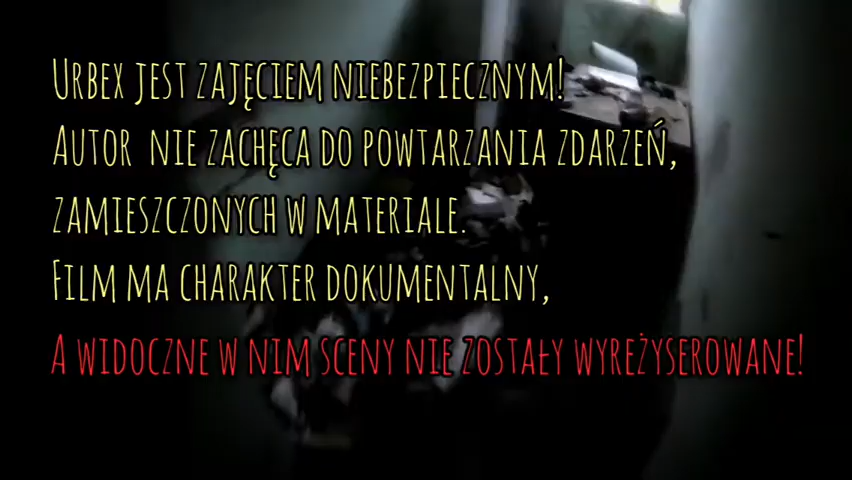 Urbex jest zajęciem niebezpiecznym!
Autor nie zachęca do powtarzania zdarzeń,
zamieszczonych w materiale.
Film ma charakter dokumentalny,
A widoczne w nim sceny nie zostały wyreżyserowane!